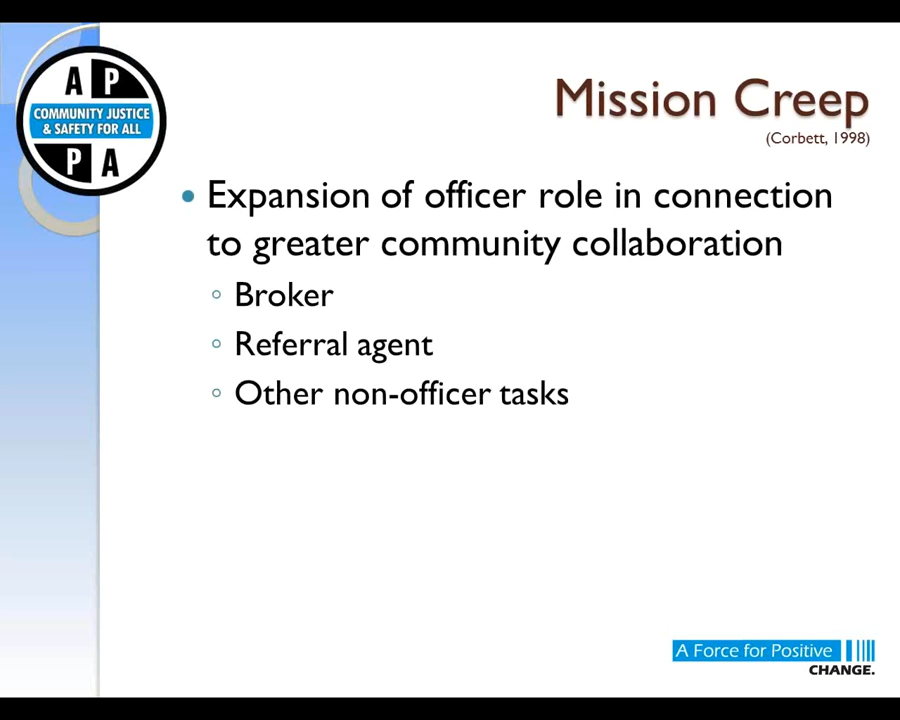 A P
COMMUNITY JUSTICE
& SAFETY FOR ALL
P A
Mission Creep
(Corbett, 1998)
• Expansion of officer role in connection
to greater community collaboration
◦ Broker
◦ Referral agent
◦ Other non-officer tasks
A Force for Positive
CHANGE.